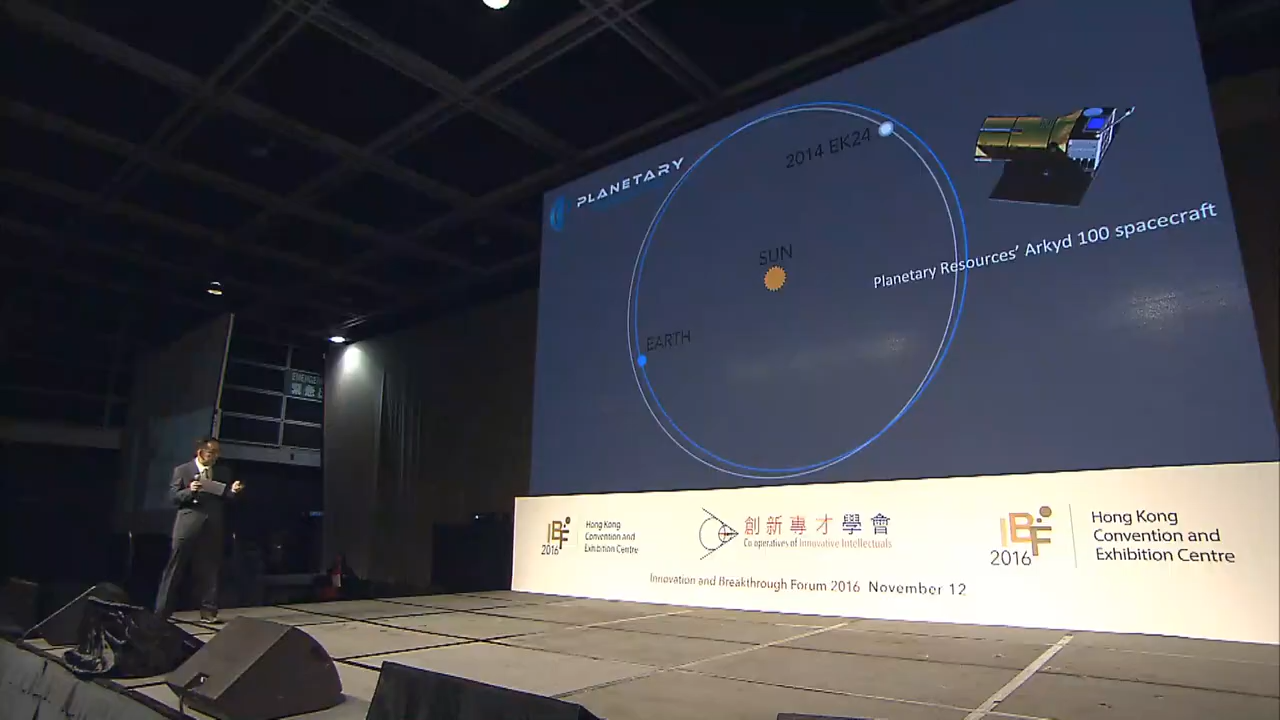 PLANETARY
2014 EK24
SUN
EARTH
Planetary Resources' Arkyd 100 spacecraft
IBF
2016
Hong Kong
Convention and
Exhibition Centre
創新專才學會
Co operatives of Innovative Intellectuals
IBF
2016
Hong Kong
Convention and
Exhibition Centre
Innovation and Breakthrough Forum 2016 November 12